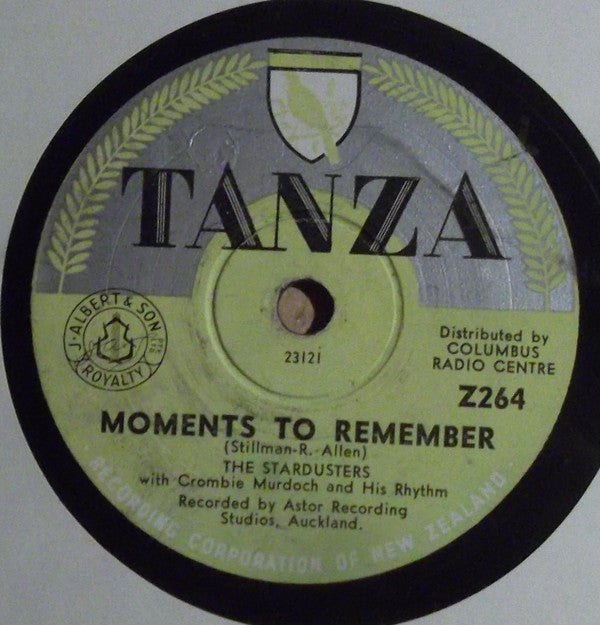 TANZA
J. ALBERT & SON PTY LTD
ROYALTY
23121
Distributed by
COLUMBUS
RADIO CENTRE
Z264
MOMENTS TO REMEMBER
(Stillman-R. Allen)
THE STARDUSTERS
with Crombie Murdoch and His Rhythm
Recorded by Astor Recording
Studios, Auckland.
RECORDING CORPORATION OF NEW ZEALAND